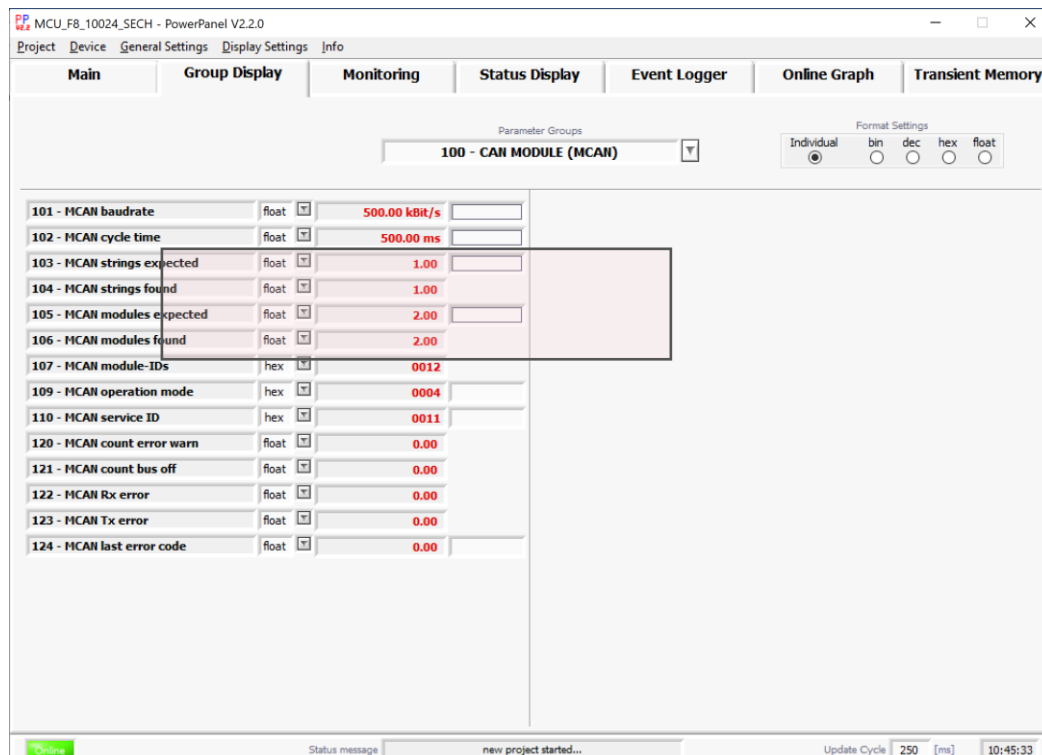 PP V2.2 MCU_F8_10024_SECH - PowerPanel V2.2.0
Project Device General Settings Display Settings Info
Main Group Display Monitoring Status Display Event Logger Online Graph Transient Memory
Parameter Groups
100 - CAN MODULE (MCAN)
Format Settings
Individual bin dec hex float
101 - MCAN baudrate float 500.00 kBit/s
102 - MCAN cycle time float 500.00 ms
103 - MCAN strings expected float 1.00
104 - MCAN strings found float 1.00
105 - MCAN modules expected float 2.00
106 - MCAN modules found float 2.00
107 - MCAN module-IDs hex 0012
109 - MCAN operation mode hex 0004
110 - MCAN service ID hex 0011
120 - MCAN count error warn float 0.00
121 - MCAN count bus off float 0.00
122 - MCAN Rx error float 0.00
123 - MCAN Tx error float 0.00
124 - MCAN last error code float 0.00
Online Status message new project started... Update Cycle 250 [ms] 10:45:33